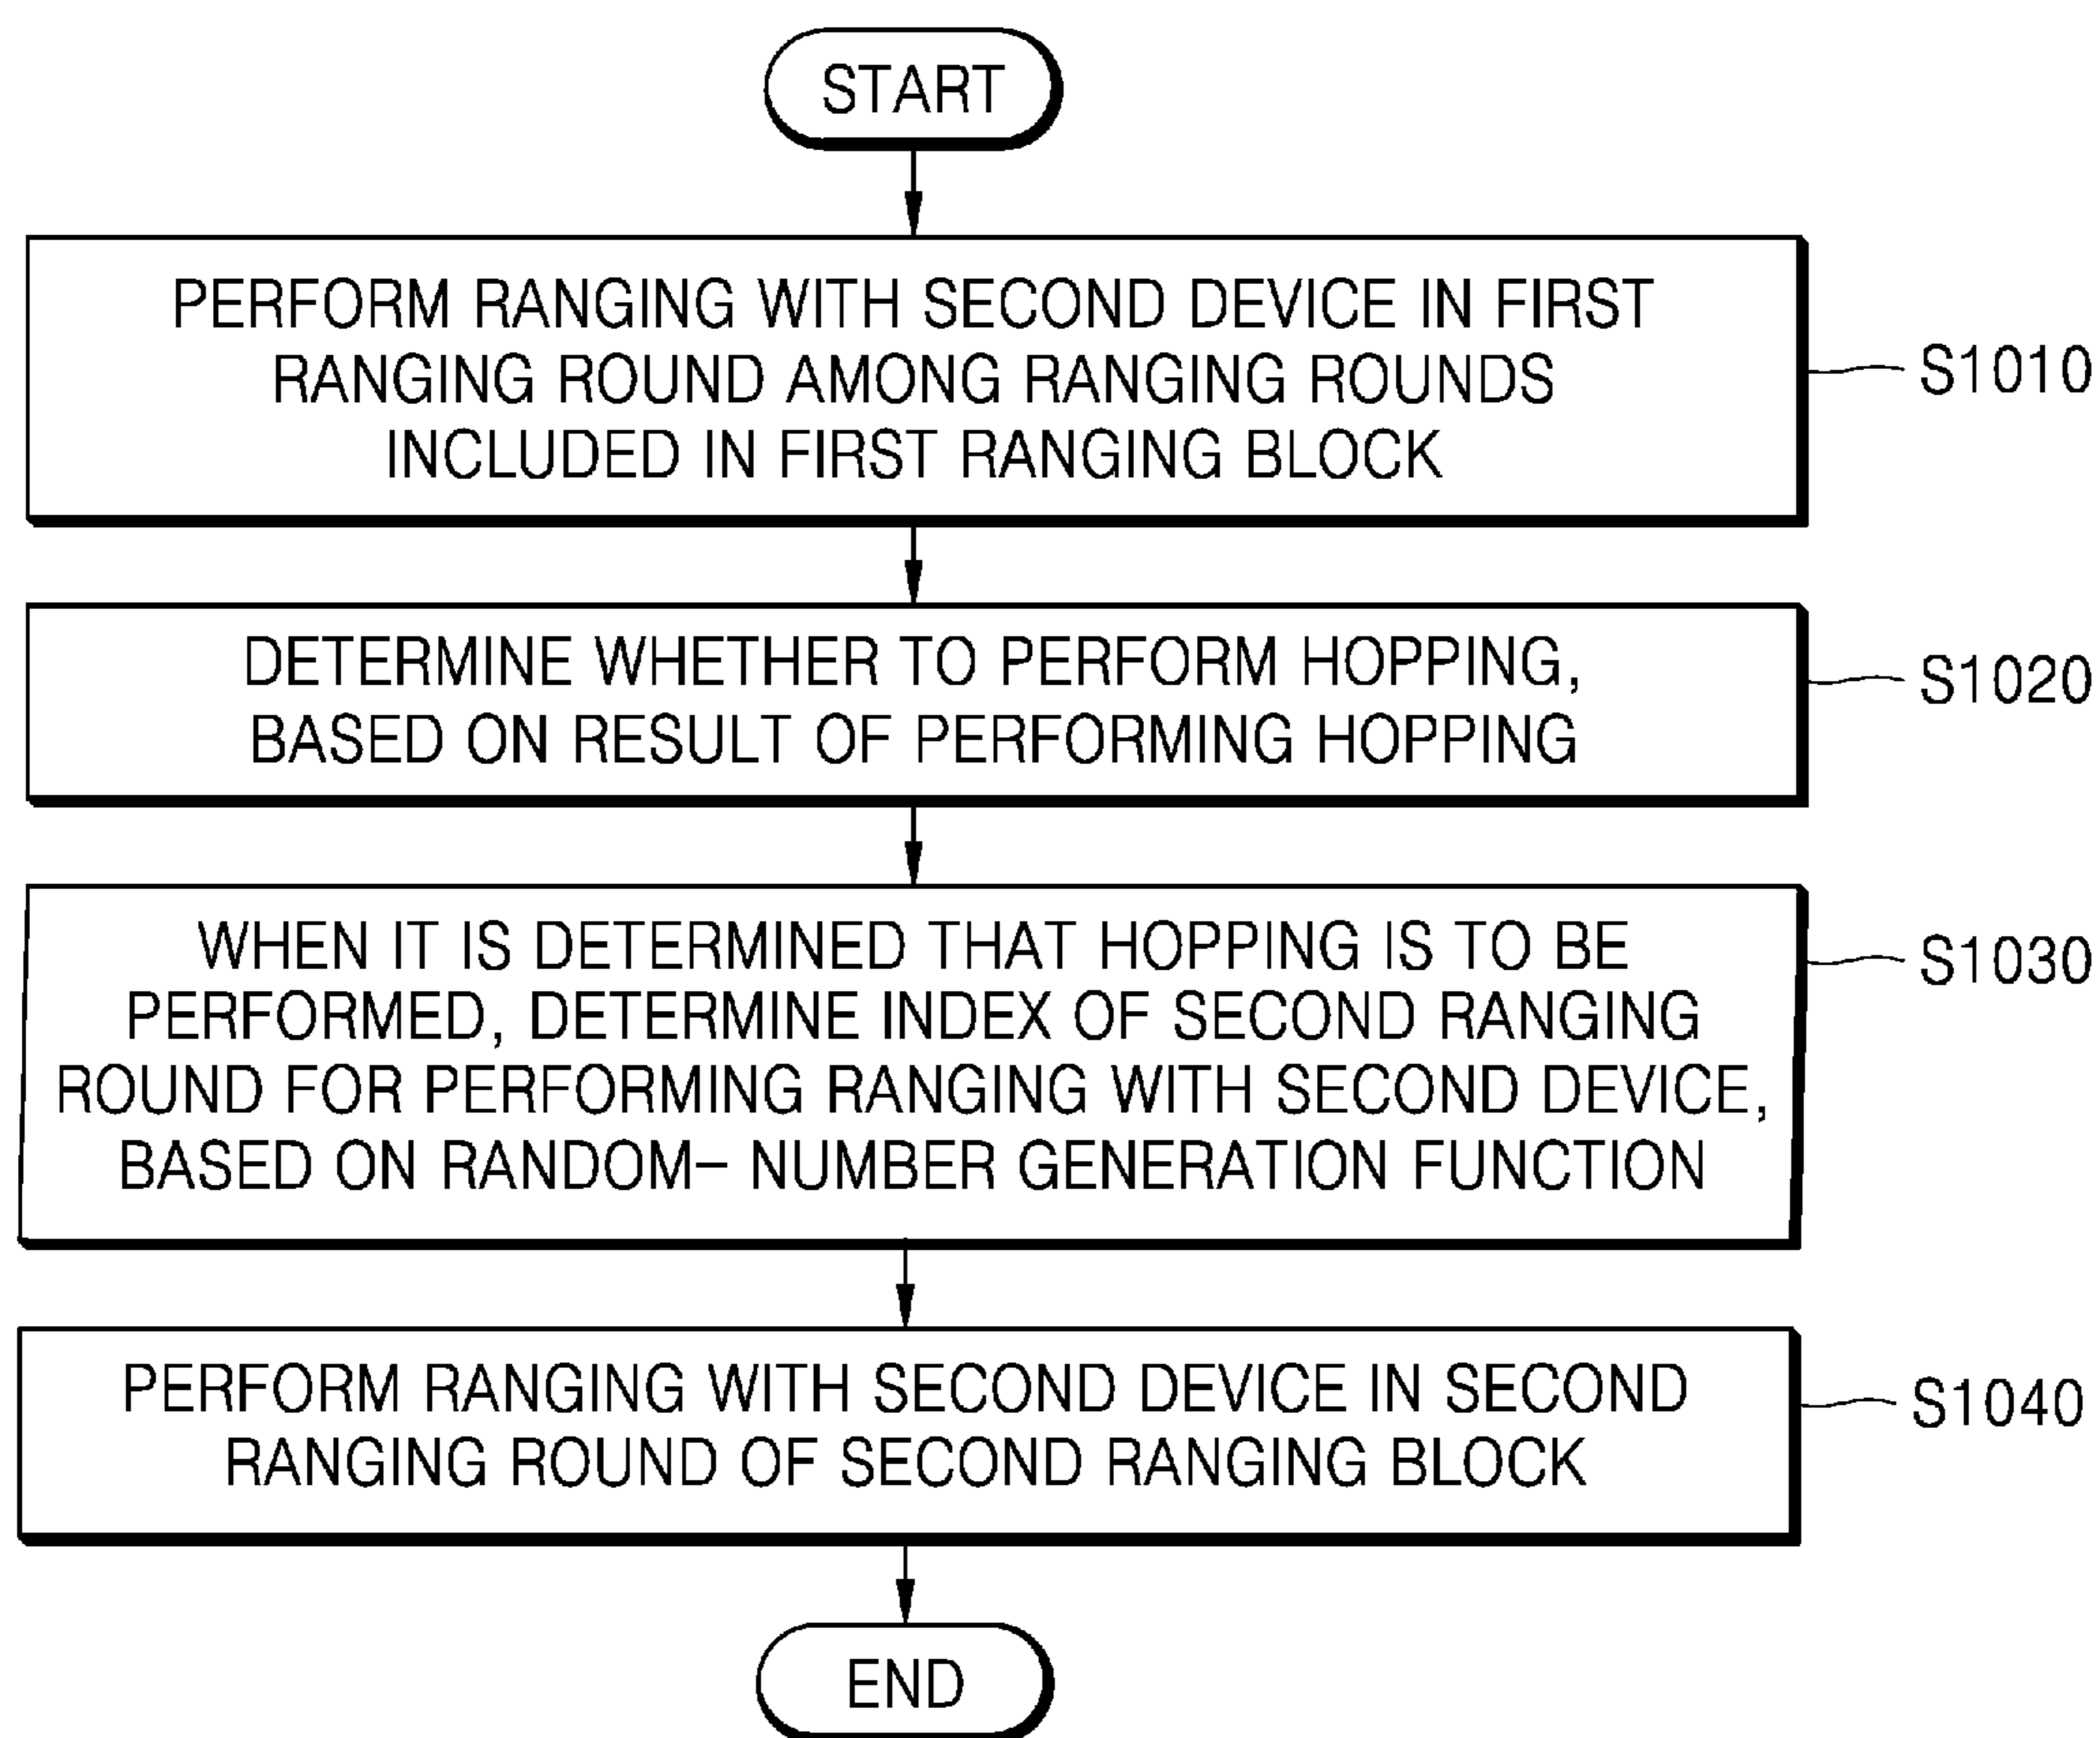 START
PERFORM RANGING WITH SECOND DEVICE IN FIRST
RANGING ROUND AMONG RANGING ROUNDS
INCLUDED IN FIRST RANGING BLOCK
S1010
DETERMINE WHETHER TO PERFORM HOPPING,
BASED ON RESULT OF PERFORMING HOPPING
S1020
WHEN IT IS DETERMINED THAT HOPPING IS TO BE
PERFORMED, DETERMINE INDEX OF SECOND RANGING
ROUND FOR PERFORMING RANGING WITH SECOND DEVICE,
BASED ON RANDOM– NUMBER GENERATION FUNCTION
S1030
PERFORM RANGING WITH SECOND DEVICE IN SECOND
RANGING ROUND OF SECOND RANGING BLOCK
S1040
END